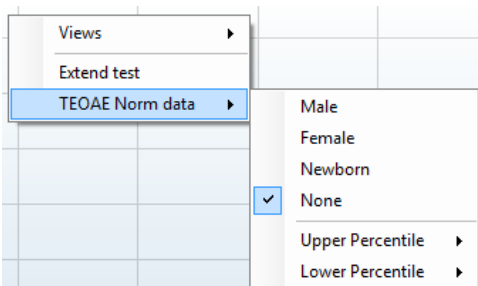 Views
Extend test
TEOAE Norm data
Male
Female
Newborn
None
Upper Percentile
Lower Percentile